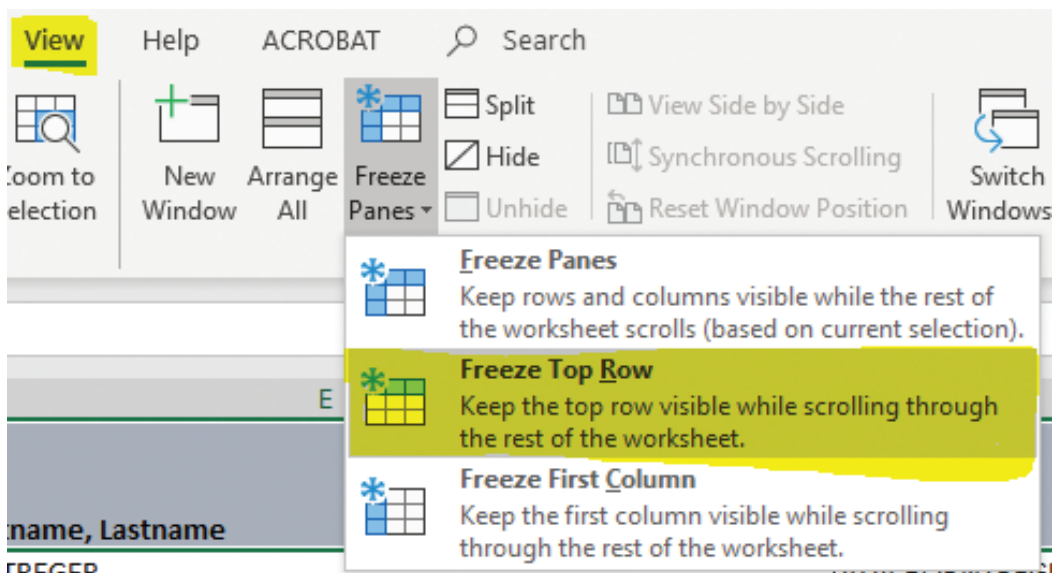 View Help ACROBAT Search
Split View Side by Side
Hide Synchronous Scrolling
Zoom to New Arrange Freeze Switch
election Window All Panes Unhide Reset Window Position Windows
Freeze Panes
Keep rows and columns visible while the rest of
the worksheet scrolls (based on current selection).
Freeze Top Row
E
Keep the top row visible while scrolling through
the rest of the worksheet.
Freeze First Column
Keep the first column visible while scrolling
tname, Lastname
through the rest of the worksheet.